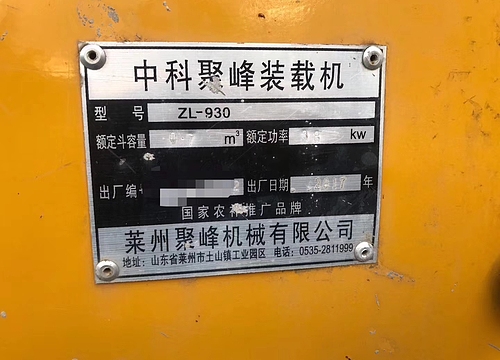 中科聚峰装载机
型 号 ZL-930
额定斗容量 m³ 额定功率 kw
出厂编 2 出厂日期 年
国家农 推广品牌
莱州聚峰机械有限公司
地址：山东省莱州市土山镇工业园区 电话：0535-2811999